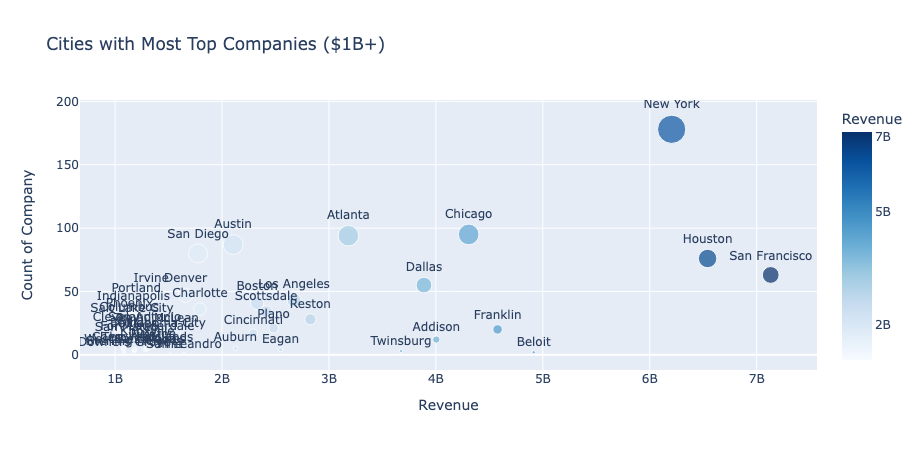 Cities with Most Top Companies ($1B+)
Revenue
7B
5B
2B
Count of Company
200
150
100
50
0
New York
Atlanta
Chicago
Austin
San Diego
Houston
San Francisco
Dallas
Irvine
Denver
Portland
Boston
Los Angeles
Indianapolis
Charlotte
Scottsdale
Reston
Plano
Cincinnati
Franklin
Addison
Auburn
Eagan
Twinsburg
Beloit
1B
2B
3B
4B
5B
6B
7B
Revenue